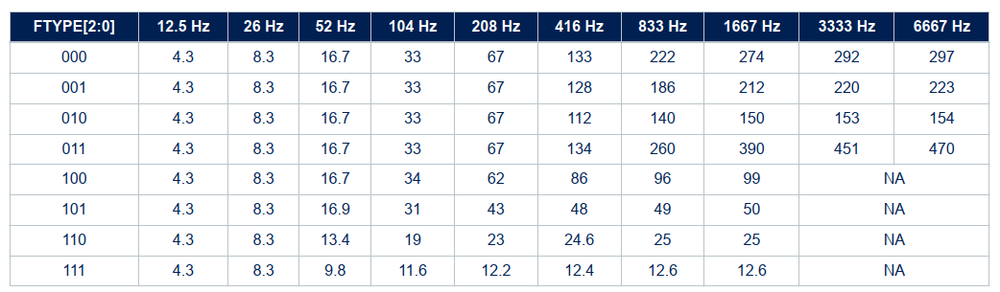 FTYPE[2:0] 12.5 Hz 26 Hz 52 Hz 104 Hz 208 Hz 416 Hz 833 Hz 1667 Hz 3333 Hz 6667 Hz
000 4.3 8.3 16.7 33 67 133 222 274 292 297
001 4.3 8.3 16.7 33 67 128 186 212 220 223
010 4.3 8.3 16.7 33 67 112 140 150 153 154
011 4.3 8.3 16.7 33 67 134 260 390 451 470
100 4.3 8.3 16.7 34 62 86 96 99 NA
101 4.3 8.3 16.9 31 43 48 49 50 NA
110 4.3 8.3 13.4 19 23 24.6 25 25 NA
111 4.3 8.3 9.8 11.6 12.2 12.4 12.6 12.6 NA